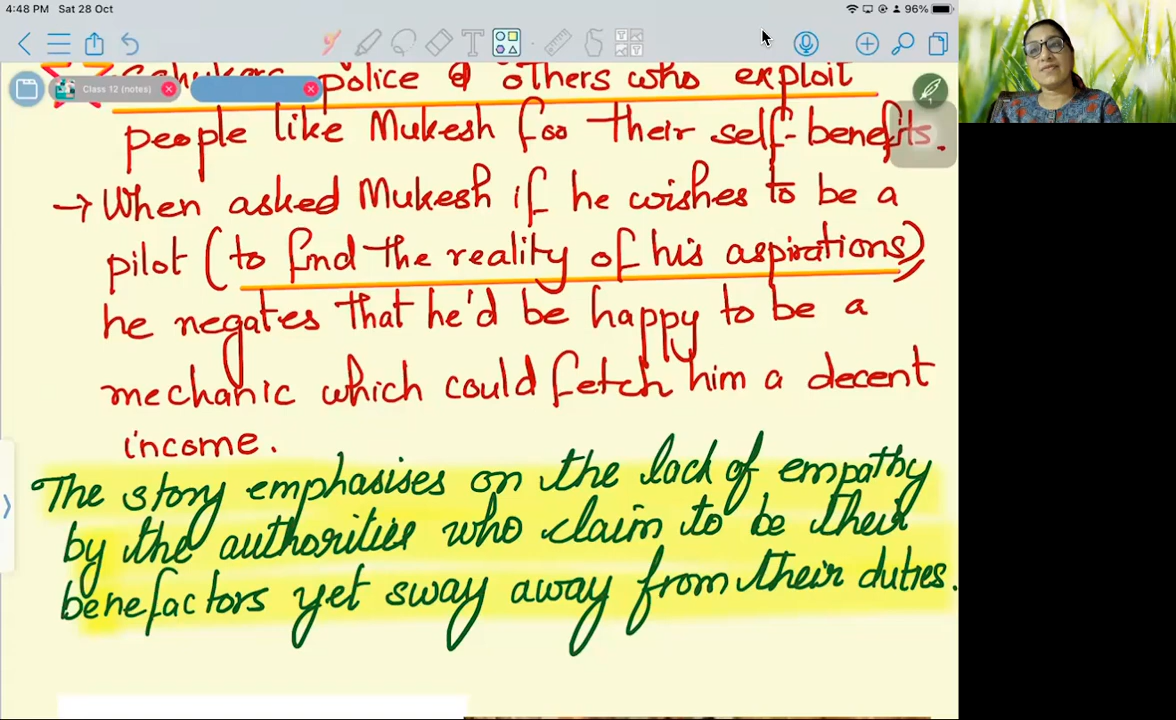 4:48 PM Sat 28 Oct 96%
Class 12 (notes)
police & others who exploit
people like Mukesh for their self-benefits.
→ When asked Mukesh if he wishes to be a
pilot (to find the reality of his aspirations),
he negates that he'd be happy to be a
mechanic which could fetch him a decent
income.
The story emphasises on the lack of empathy
by the authorities who claim to be their
benefactors yet sway away from their duties.